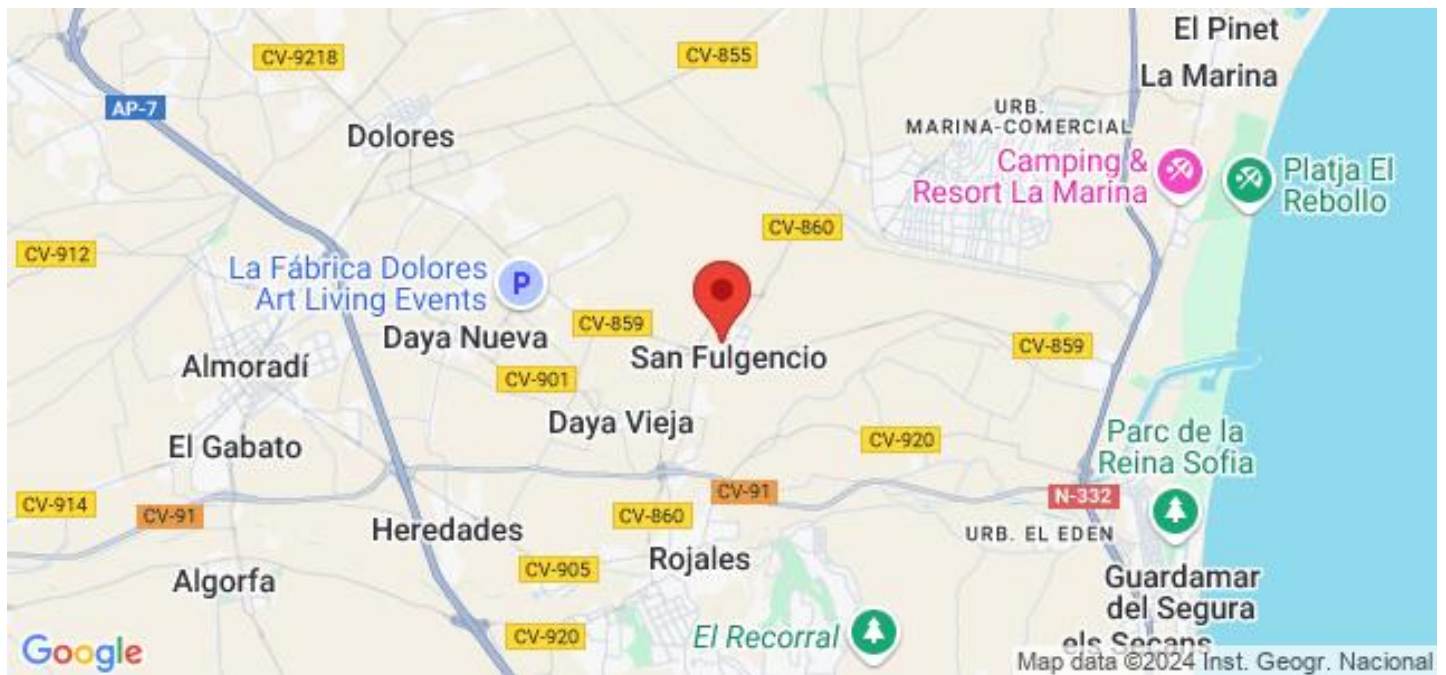 El Pinet
CV-9218
CV-855
La Marina
AP-7
URB.
MARINA-COMERCIAL
Dolores
Camping &
Resort La Marina
Platja El
Rebollo
CV-860
CV-912
La Fábrica Dolores
Art Living Events
P
CV-859
Daya Nueva
CV-859
San Fulgencio
Almoradí
CV-901
Daya Vieja
El Gabato
CV-920
Parc de la
Reina Sofia
CV-91
N-332
CV-914
CV-91
CV-860
Heredades
URB. EL EDEN
Rojales
CV-905
Algorfa
Guardamar
del Segura
CV-920
El Recorral
els Secans
Google
Map data ©2024 Inst. Geogr. Nacional